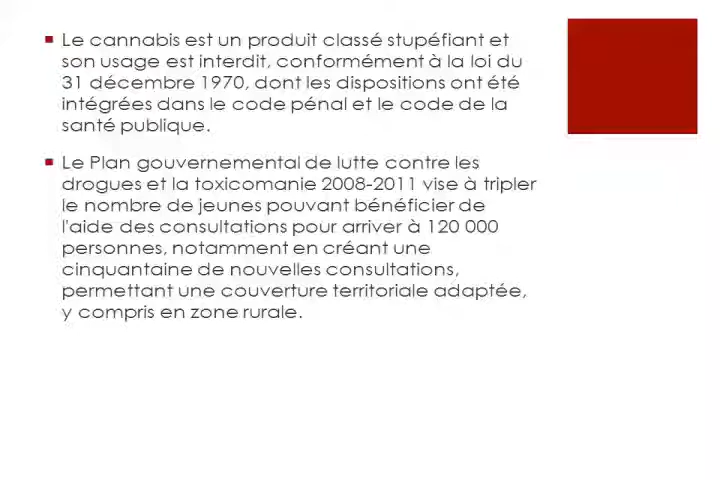 Le cannabis est un produit classé stupéfiant et
son usage est interdit, conformément à la loi du
31 décembre 1970, dont les dispositions ont été
intégrées dans le code pénal et le code de la
santé publique.
Le Plan gouvernemental de lutte contre les
drogues et la toxicomanie 2008-2011 vise à tripler
le nombre de jeunes pouvant bénéficier de
l'aide des consultations pour arriver à 120 000
personnes, notamment en créant une
cinquantaine de nouvelles consultations,
permettant une couverture territoriale adaptée,
y compris en zone rurale.